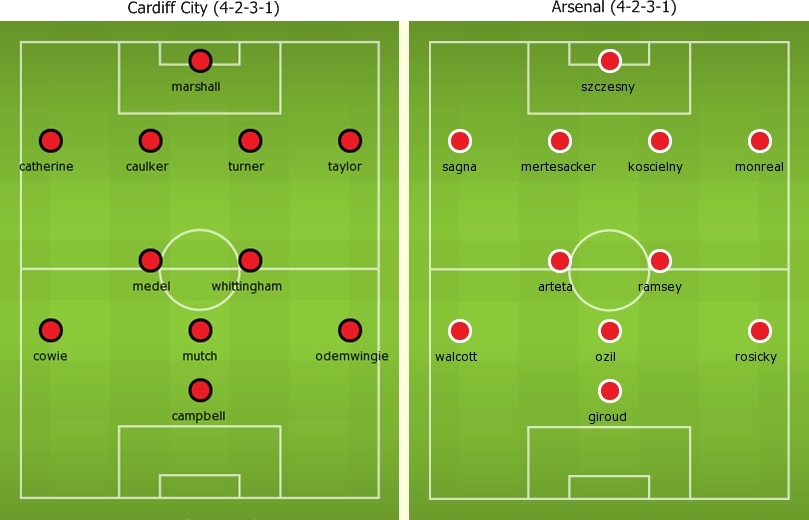 Cardiff City (4-2-3-1)
marshall
catherine caulker turner taylor
medel whittingham
cowie mutch odemwingie
campbell
Arsenal (4-2-3-1)
szczesny
sagna mertesacker koscielny monreal
arteta ramsey
walcott ozil rosicky
giroud